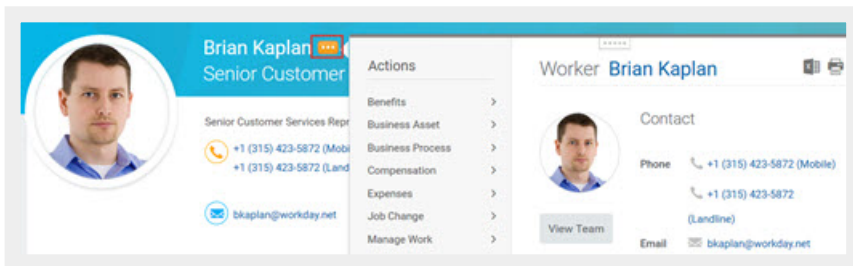 Brian Kaplan
Senior Customer
Senior Customer Services Repr
+1 (315) 423-5872 (Mobi
+1 (315) 423-5872 (Land
bkaplan@workday.net
Actions
Benefits
Business Asset
Business Process
Compensation
Expenses
Job Change
Manage Work
Worker Brian Kaplan
Contact
Phone +1 (315) 423-5872 (Mobile)
+1 (315) 423-5872
(Landline)
View Team
Email bkaplan@workday.net